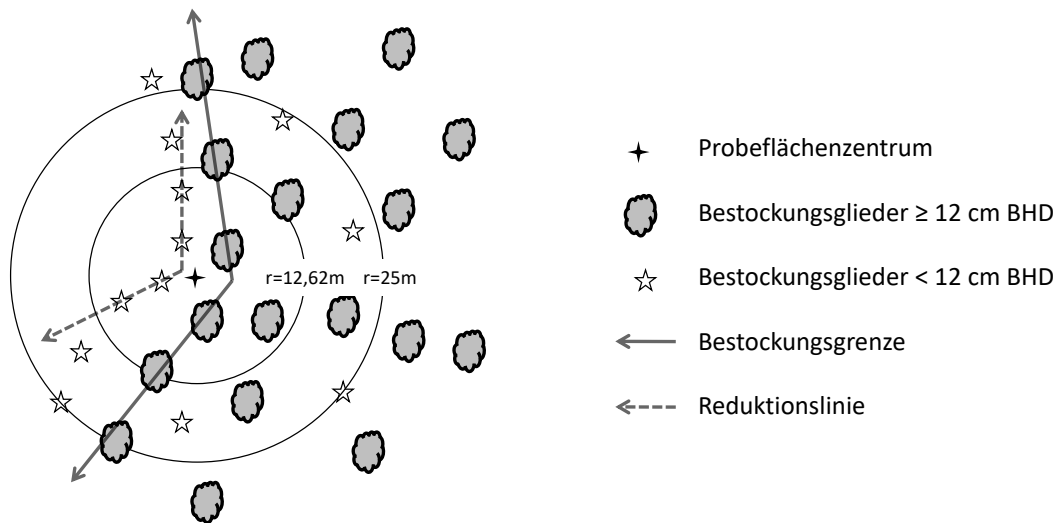 Probeflächenzentrum
Bestockungsglieder ≥ 12 cm BHD
r=12,62m r=25m
Bestockungsglieder < 12 cm BHD
Bestockungsgrenze
Reduktionslinie